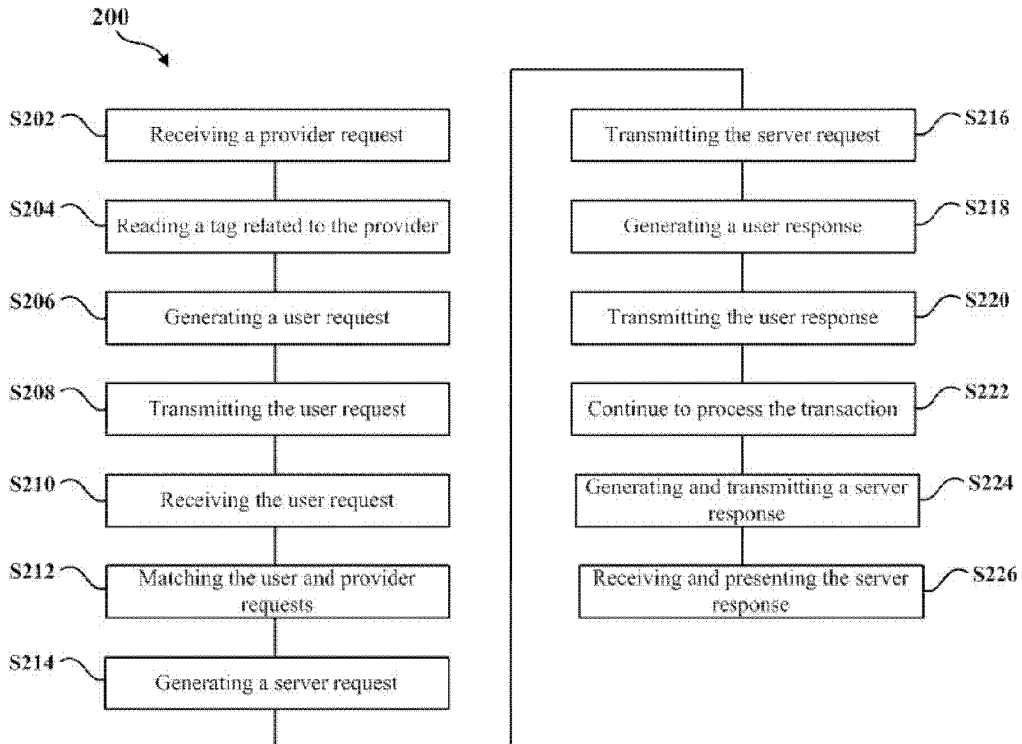 200
S202
Receiving a provider request
S204
Reading a tag related to the provider
S206
Generating a user request
S208
Transmitting the user request
S210
Receiving the user request
S212
Matching the user and provider
requests
S214
Generating a server request
S216
Transmitting the server request
S218
Generating a user response
S220
Transmitting the user response
S222
Continue to process the transaction
S224
Generating and transmitting a server
response
S226
Receiving and presenting the server
response